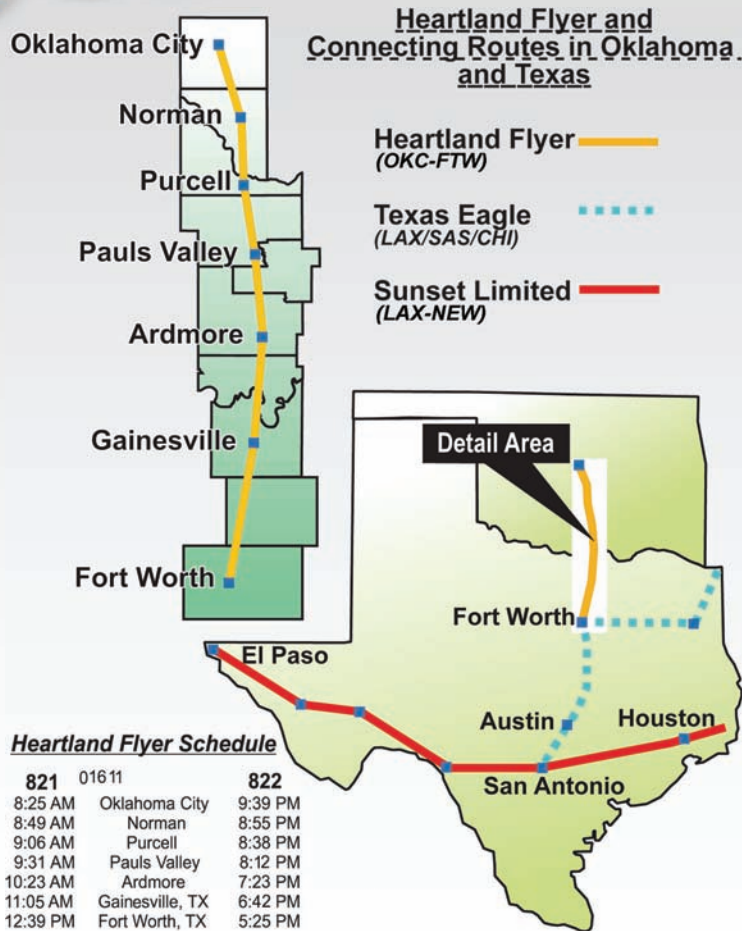 Heartland Flyer and
Connecting Routes in Oklahoma
and Texas
Oklahoma City
Norman
Purcell
Pauls Valley
Ardmore
Gainesville
Fort Worth
Heartland Flyer
(OKC-FTW)
Texas Eagle
(LAX/SAS/CHI)
Sunset Limited
(LAX-NEW)
Detail Area
Fort Worth
El Paso
Austin
Houston
San Antonio
Heartland Flyer Schedule
821 01611 822
8:25 AM Oklahoma City 9:39 PM
8:49 AM Norman 8:55 PM
9:06 AM Purcell 8:38 PM
9:31 AM Pauls Valley 8:12 PM
10:23 AM Ardmore 7:23 PM
11:05 AM Gainesville, TX 6:42 PM
12:39 PM Fort Worth, TX 5:25 PM